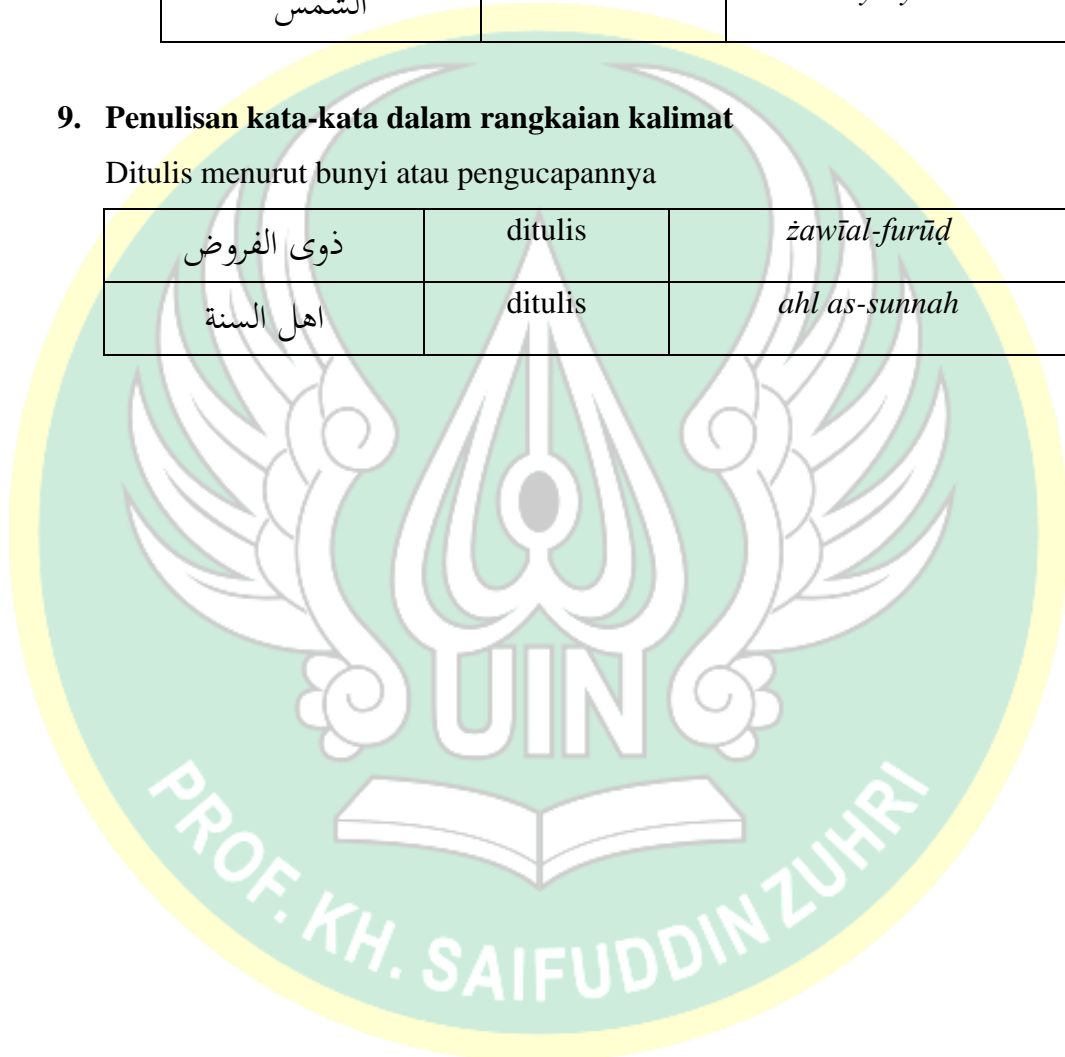 الشمس
9. Penulisan kata-kata dalam rangkaian kalimat
Ditulis menurut bunyi atau pengucapannya
ذوى الفروض ditulis żawīal-furūḍ
اهل السنة ditulis ahl as-sunnah
UIN
PROF. KH. SAIFUDDIN ZUHRI